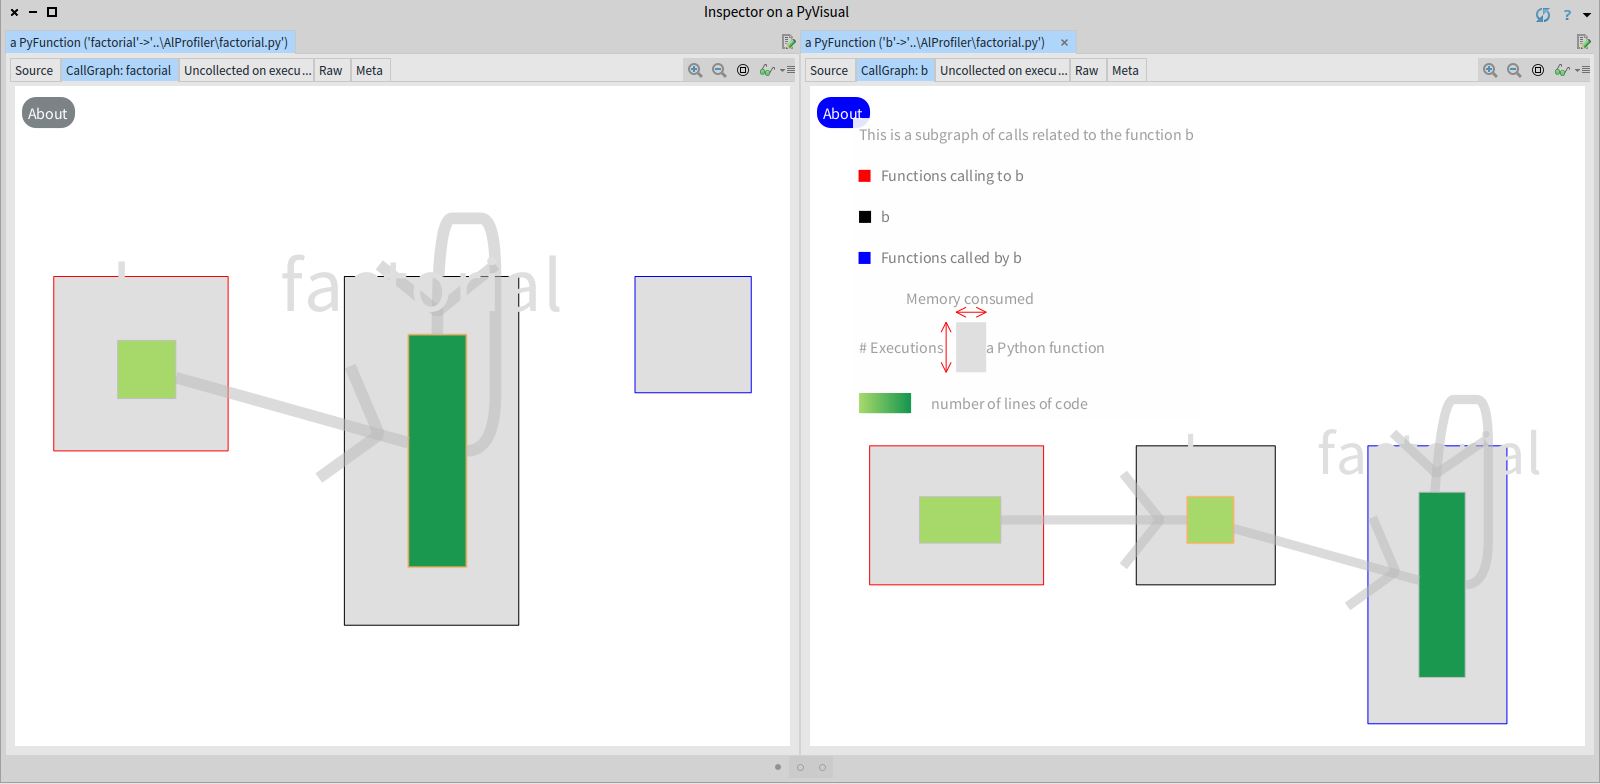 Inspector on a PyVisual
?
a PyFunction ('factorial'->'..\AlProfiler\factorial.py')
Source
CallGraph: factorial
Uncollected on execu...
Raw
Meta
About
factorial
a PyFunction ('b'->'..\AlProfiler\factorial.py')
Source
CallGraph: b
Uncollected on execu...
Raw
Meta
About
This is a subgraph of calls related to the function b
Functions calling to b
b
Functions called by b
Memory consumed
# Executions
a Python function
number of lines of code
factorial